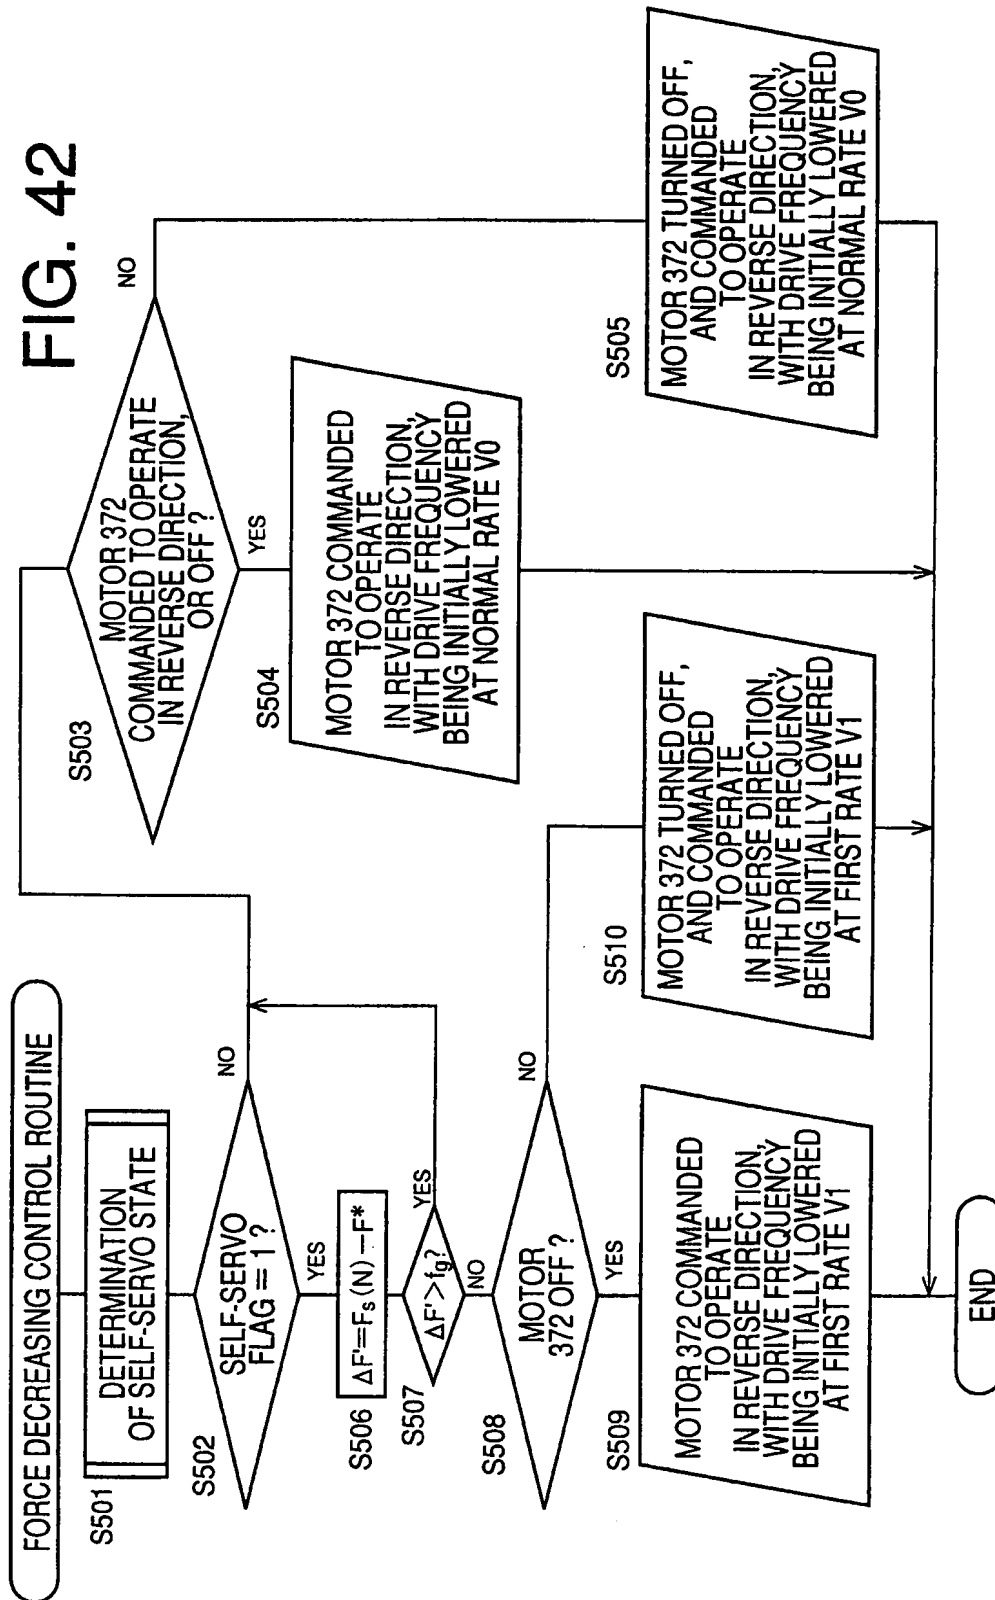 FIG. 42
FORCE DECREASING CONTROL ROUTINE
S501
DETERMINATION
OF SELF-SERVO STATE
S502
SELF-SERVO
FLAG = 1 ?
NO
YES
S503
MOTOR 372
COMMANDED TO OPERATE
IN REVERSE DIRECTION,
OR OFF ?
NO
YES
S504
MOTOR 372 COMMANDED
TO OPERATE
IN REVERSE DIRECTION,
WITH DRIVE FREQUENCY
BEING INITIALLY LOWERED
AT NORMAL RATE V0
S505
MOTOR 372 TURNED OFF,
AND COMMANDED
TO OPERATE
IN REVERSE DIRECTION,
WITH DRIVE FREQUENCY
BEING INITIALLY LOWERED
AT NORMAL RATE V0
S506
ΔF'=Fs (N) —F*
S507
ΔF'>fg?
YES
NO
S508
MOTOR
372 OFF ?
NO
YES
S509
MOTOR 372 COMMANDED
TO OPERATE
IN REVERSE DIRECTION,
WITH DRIVE FREQUENCY
BEING INITIALLY LOWERED
AT FIRST RATE V1
S510
MOTOR 372 TURNED OFF,
AND COMMANDED
TO OPERATE
IN REVERSE DIRECTION,
WITH DRIVE FREQUENCY
BEING INITIALLY LOWERED
AT FIRST RATE V1
END